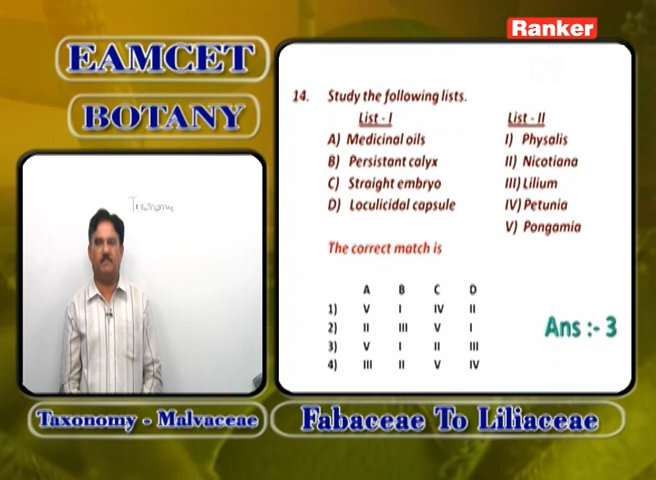 Ranker
EAMCET
BOTANY
Taxonomy
14. Study the following lists.
List - I List - II
A) Medicinal oils I) Physalis
B) Persistant calyx II) Nicotiana
C) Straight embryo III) Lilium
D) Loculicidal capsule IV) Petunia
V) Pongamia
The correct match is
A B C D
1) V I IV II
2) II III V I
3) V I II III
4) III II V IV
Ans :- 3
Taxonomy - Malvaceae
Fabaceae To Liliaceae